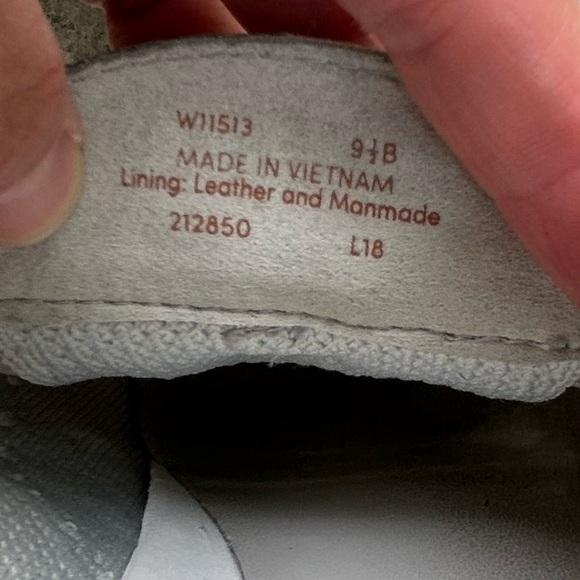 W11513 9½B
MADE IN VIETNAM
Lining: Leather and Manmade
212850 L18